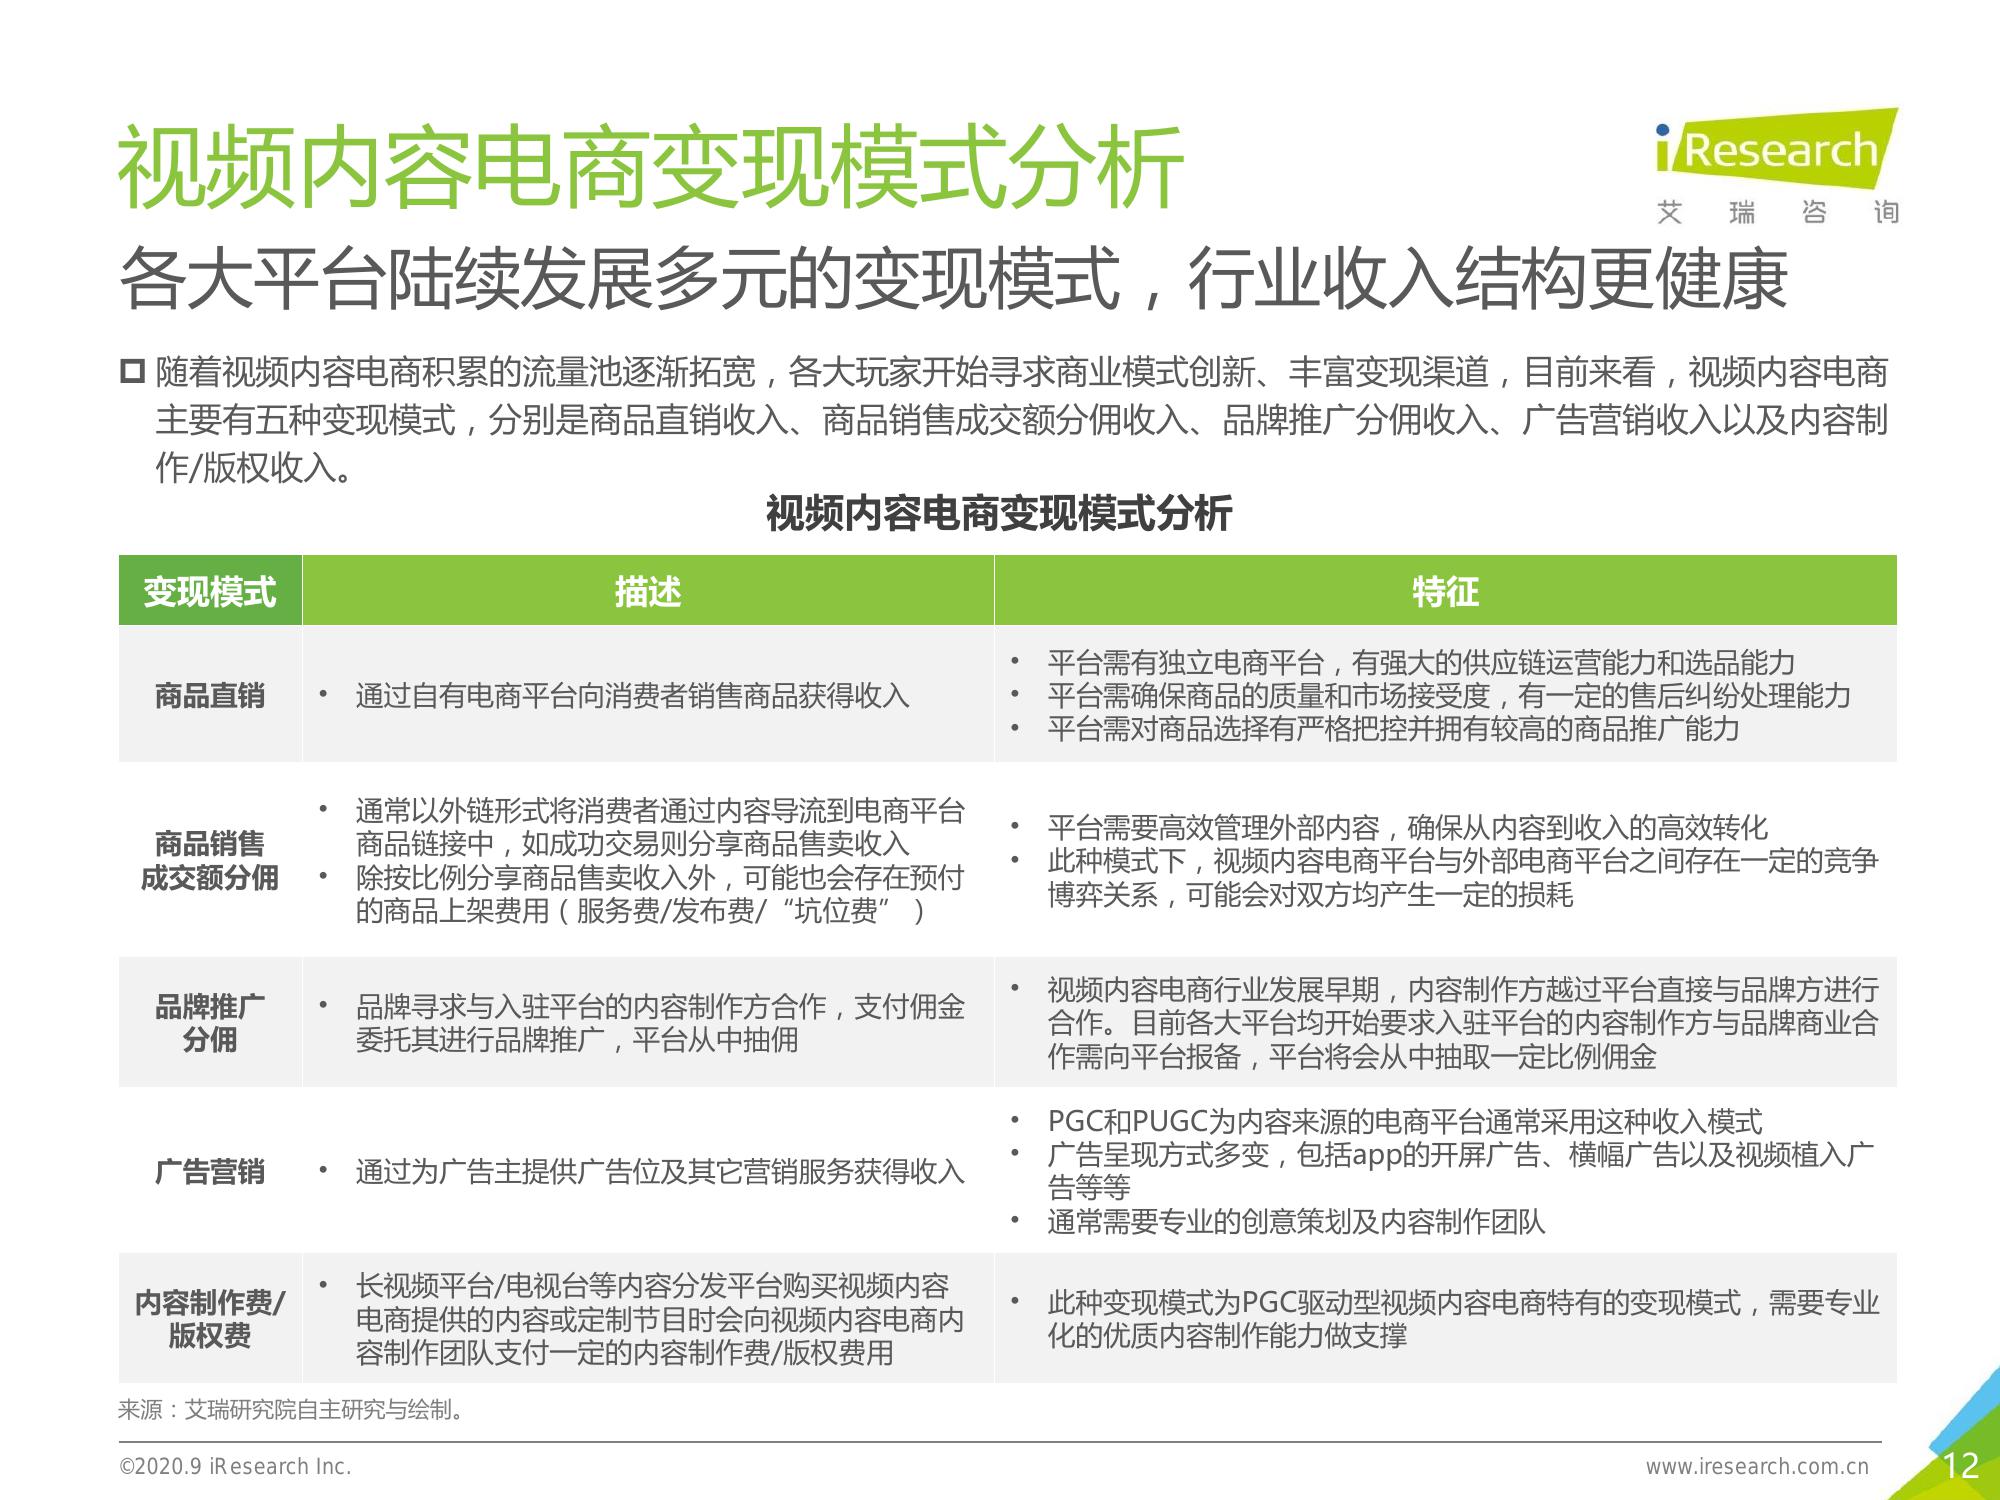 视频内容电商变现模式分析
iResearch
艾瑞咨询
各大平台陆续发展多元的变现模式，行业收入结构更健康
随着视频内容电商积累的流量池逐渐拓宽，各大玩家开始寻求商业模式创新、丰富变现渠道，目前来看，视频内容电商
主要有五种变现模式，分别是商品直销收入、商品销售成交额分佣收入、品牌推广分佣收入、广告营销收入以及内容制
作/版权收入。
视频内容电商变现模式分析
变现模式 描述 特征
商品直销
• 通过自有电商平台向消费者销售商品获得收入
• 平台需有独立电商平台，有强大的供应链运营能力和选品能力
• 平台需确保商品的质量和市场接受度，有一定的售后纠纷处理能力
• 平台需对商品选择有严格把控并拥有较高的商品推广能力
商品销售
成交额分佣
• 通常以外链形式将消费者通过内容导流到电商平台
商品链接中，如成功交易则分享商品售卖收入
• 除按比例分享商品售卖收入外，可能也会存在预付
的商品上架费用（服务费/发布费/“坑位费”）
• 平台需要高效管理外部内容，确保从内容到收入的高效转化
• 此种模式下，视频内容电商平台与外部电商平台之间存在一定的竞争
博弈关系，可能会对双方均产生一定的损耗
品牌推广
分佣
• 品牌寻求与入驻平台的内容制作方合作，支付佣金
委托其进行品牌推广，平台从中抽佣
• 视频内容电商行业发展早期，内容制作方越过平台直接与品牌方进行
合作。目前各大平台均开始要求入驻平台的内容制作方与品牌商业合
作需向平台报备，平台将会从中抽取一定比例佣金
广告营销
• 通过为广告主提供广告位及其它营销服务获得收入
• PGC和PUGC为内容来源的电商平台通常采用这种收入模式
• 广告呈现方式多变，包括app的开屏广告、横幅广告以及视频植入广
告等等
• 通常需要专业的创意策划及内容制作团队
内容制作费/
版权费
• 长视频平台/电视台等内容分发平台购买视频内容
电商提供的内容或定制节目时会向视频内容电商内
容制作团队支付一定的内容制作费/版权费用
• 此种变现模式为PGC驱动型视频内容电商特有的变现模式，需要专业
化的优质内容制作能力做支撑
来源：艾瑞研究院自主研究与绘制。
©2020.9 iResearch Inc.
www.iresearch.com.cn
12